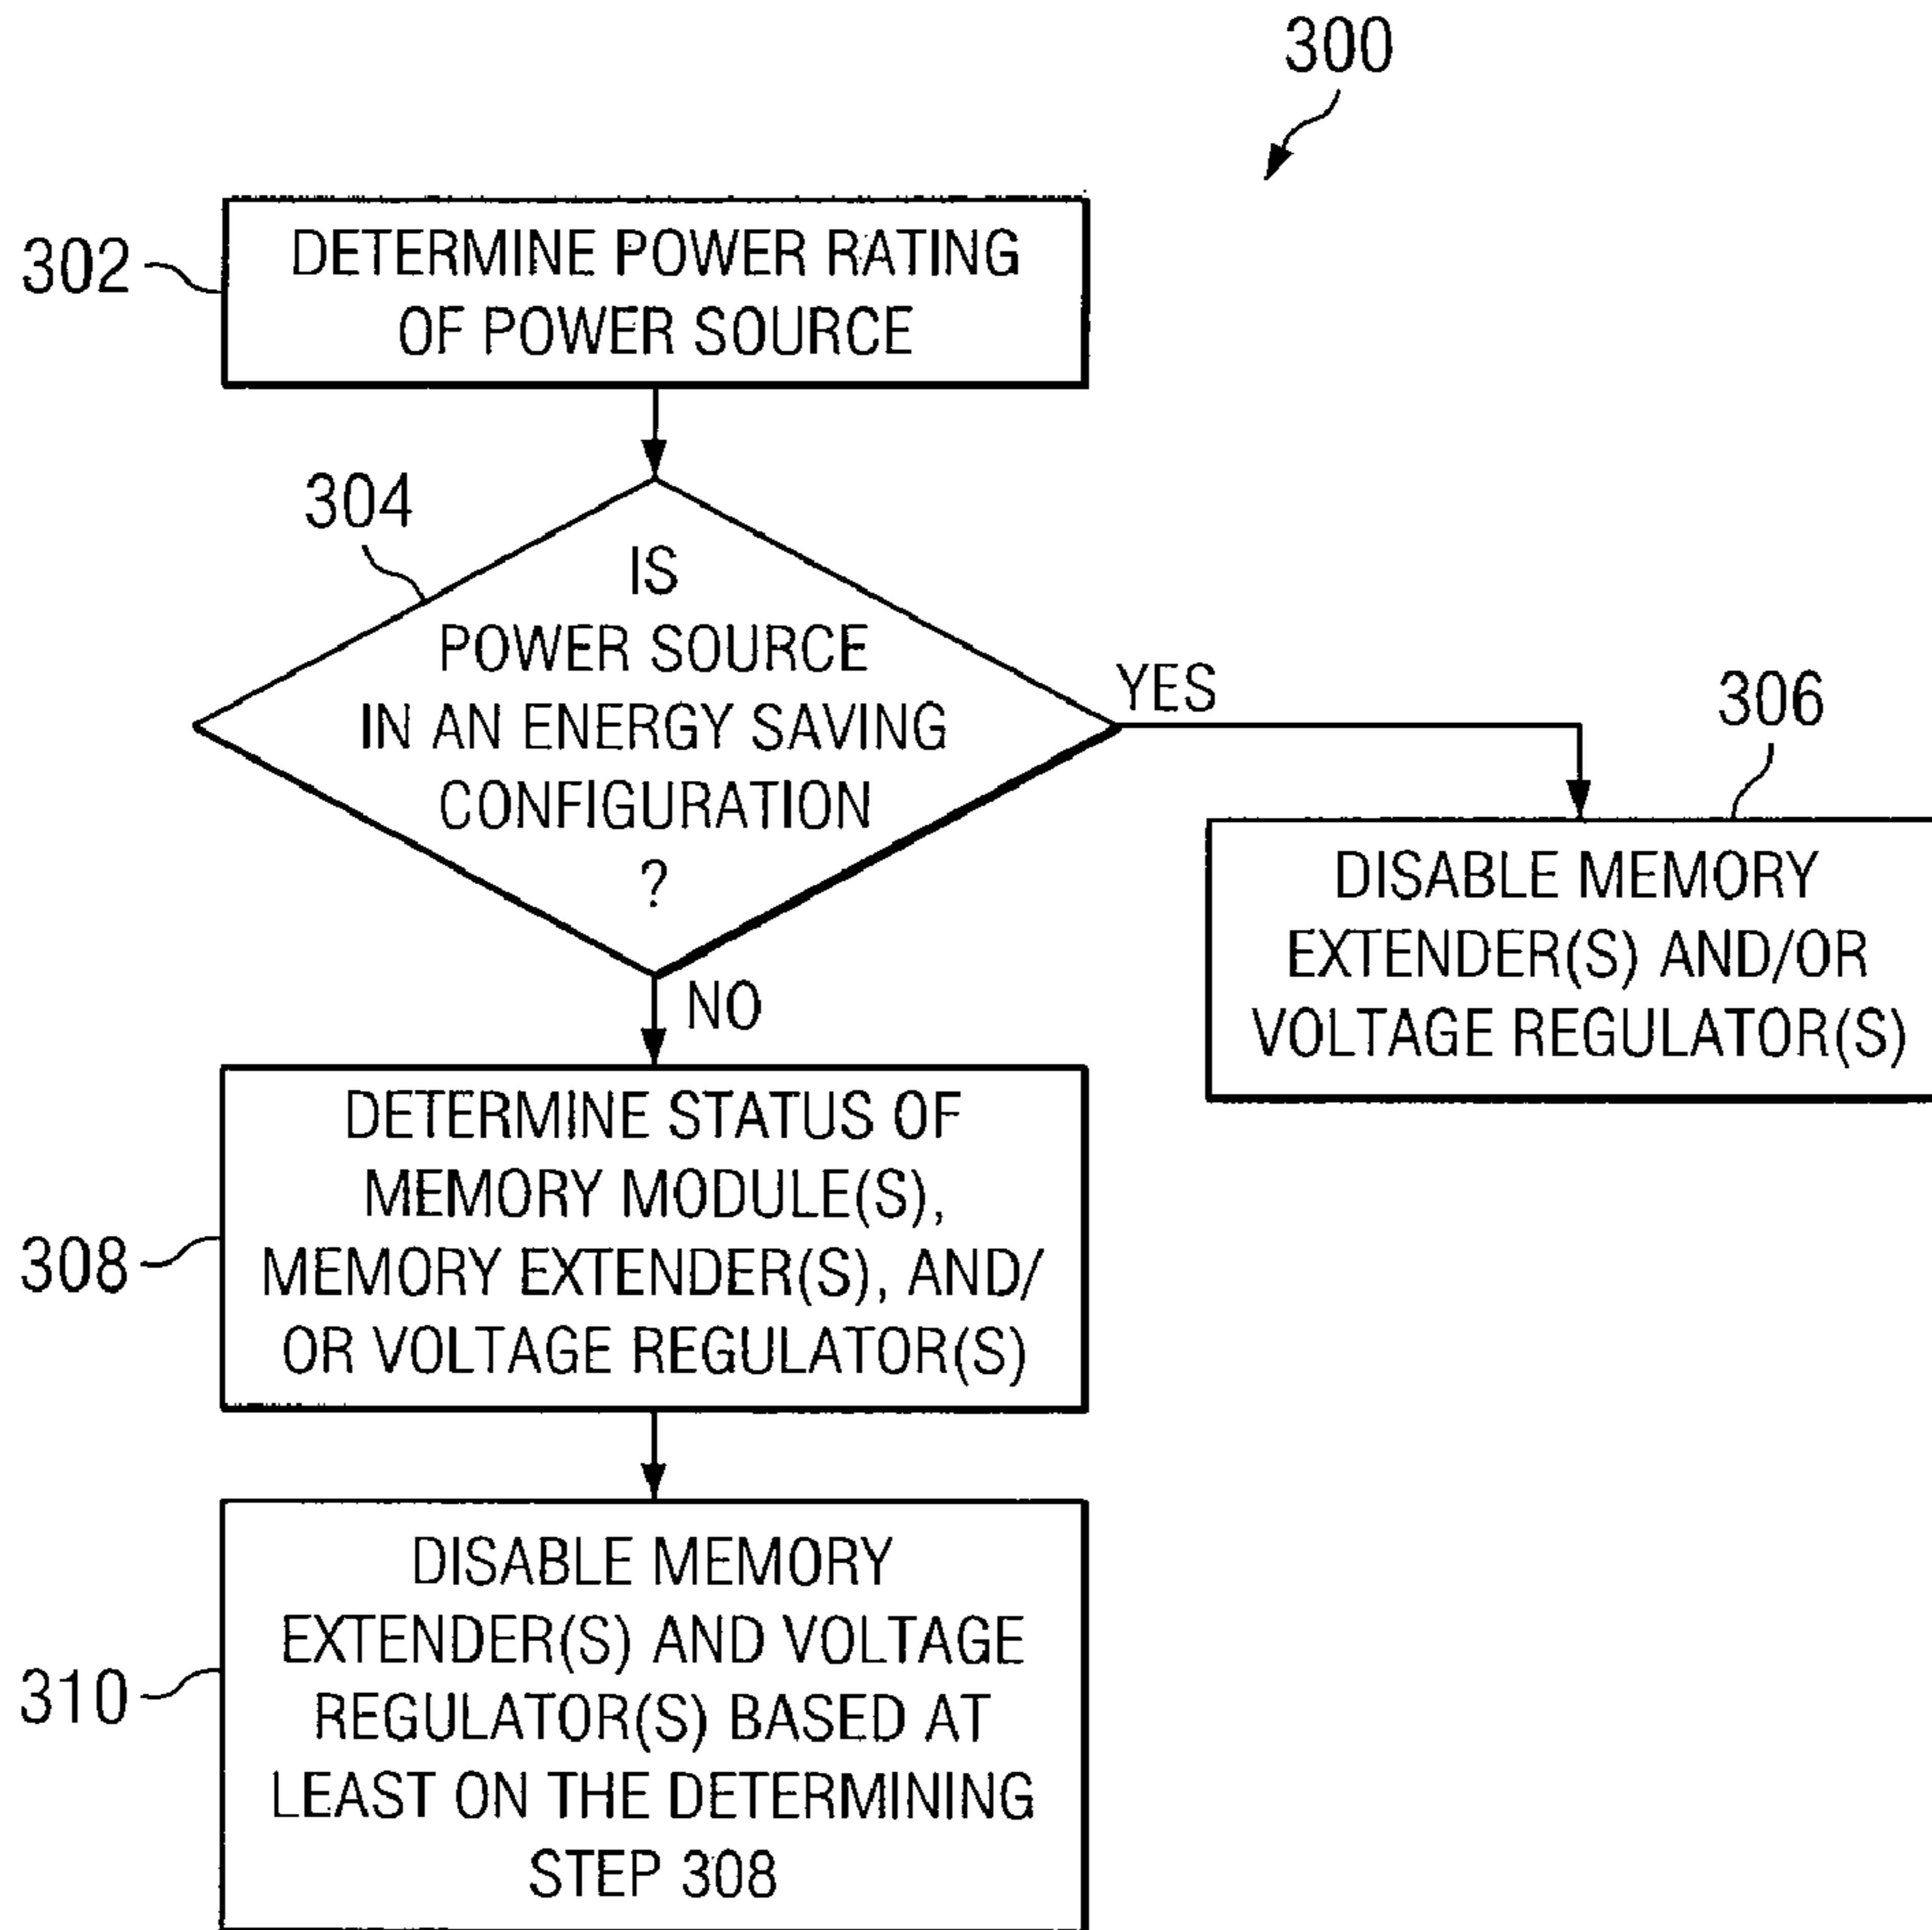 300
302
DETERMINE POWER RATING
OF POWER SOURCE
304
IS
POWER SOURCE
IN AN ENERGY SAVING
CONFIGURATION
?
YES
306
DISABLE MEMORY
EXTENDER(S) AND/OR
VOLTAGE REGULATOR(S)
NO
308
DETERMINE STATUS OF
MEMORY MODULE(S),
MEMORY EXTENDER(S), AND/
OR VOLTAGE REGULATOR(S)
310
DISABLE MEMORY
EXTENDER(S) AND VOLTAGE
REGULATOR(S) BASED AT
LEAST ON THE DETERMINING
STEP 308